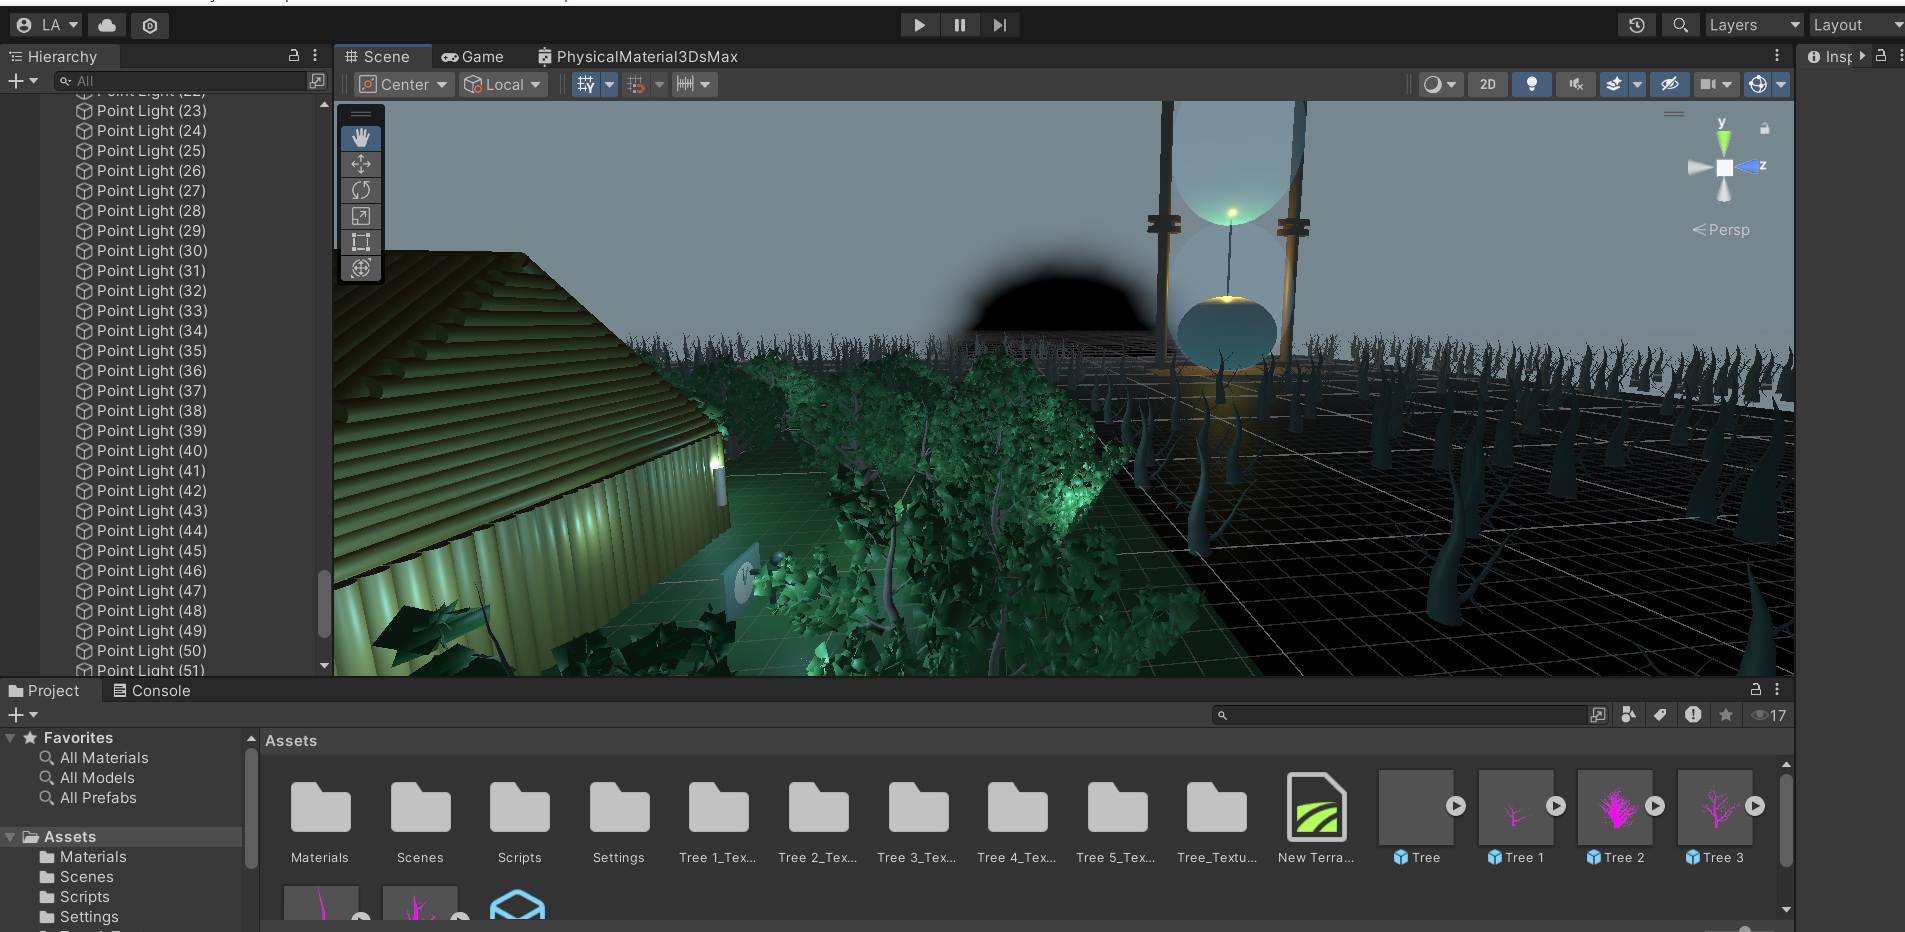 LA
Layers
Layout
Hierarchy
All
Point Light (22)
Point Light (23)
Point Light (24)
Point Light (25)
Point Light (26)
Point Light (27)
Point Light (28)
Point Light (29)
Point Light (30)
Point Light (31)
Point Light (32)
Point Light (33)
Point Light (34)
Point Light (35)
Point Light (36)
Point Light (37)
Point Light (38)
Point Light (39)
Point Light (40)
Point Light (41)
Point Light (42)
Point Light (43)
Point Light (44)
Point Light (45)
Point Light (46)
Point Light (47)
Point Light (48)
Point Light (49)
Point Light (50)
Point Light (51)
Scene
Game
PhysicalMaterial3DsMax
Center
Local
2D
y
z
Persp
Insp
Project
Console
17
Favorites
All Materials
All Models
All Prefabs
Assets
Materials
Scenes
Scripts
Settings
Assets
Materials
Scenes
Scripts
Settings
Tree 1_Tex...
Tree 2_Tex...
Tree 3_Tex...
Tree 4_Tex...
Tree 5_Tex...
Tree_Textu...
New Terra...
Tree
Tree 1
Tree 2
Tree 3